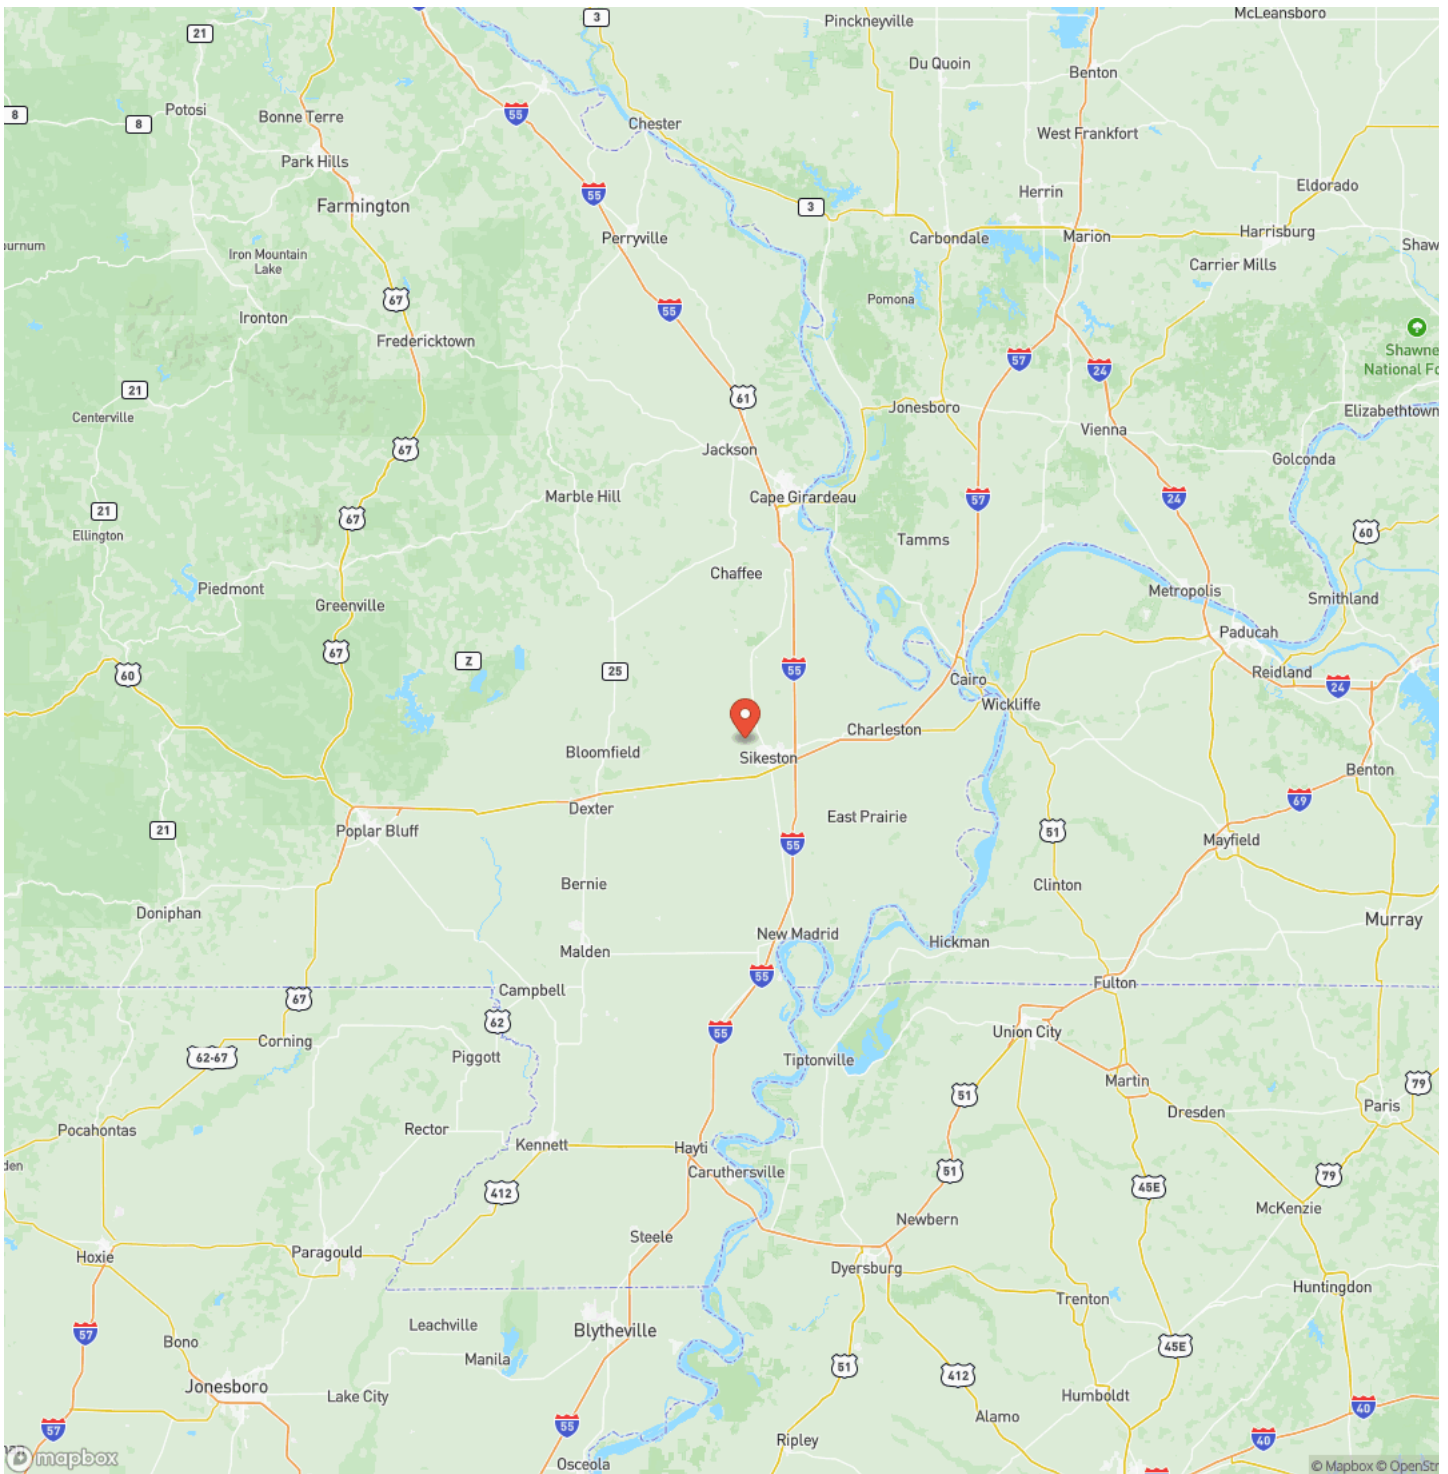 3
21
Pinckneyville
McLeansboro
Du Quoin
Benton
8
Potosi
8
Bonne Terre
55
Chester
West Frankfort
Park Hills
55
Farmington
3
Herrin
Eldorado
Perryville
Carbondale
Marion
Harrisburg
Shaw
ournum
Iron Mountain
Lake
Carrier Mills
67
55
Pomona
Ironton
Fredericktown
57
24
Shawne
National Fo
21
Centerville
61
Jonesboro
Elizabethtown
67
Jackson
Vienna
Golconda
Marble Hill
Cape Girardeau
57
24
21
67
Ellington
Tamms
60
Chaffee
Piedmont
Greenville
Metropolis
Smithland
Paducah
67
Z
25
55
60
Cairo
Reidland
24
Wickliffe
Bloomfield
Sikeston
Charleston
Benton
Dexter
69
21
Poplar Bluff
East Prairie
51
55
Mayfield
Bernie
Clinton
Doniphan
Murray
New Madrid
Hickman
Malden
55
Campbell
Fulton
67
62
55
Union City
Corning
62-67
Piggott
Tiptonville
51
Martin
79
Dresden
Paris
Pocahontas
Rector
Kennett
Hayti
den
51
Caruthersville
412
45E
79
McKenzie
Newbern
Hoxie
Paragould
Steele
Dyersburg
Huntingdon
Trenton
57
Bono
Leachville
Blytheville
Manila
51
45E
412
Jonesboro
Lake City
Humboldt
57
55
Alamo
40
Ripley
40
Osceola
mapbox
© Mapbox © OpenStr